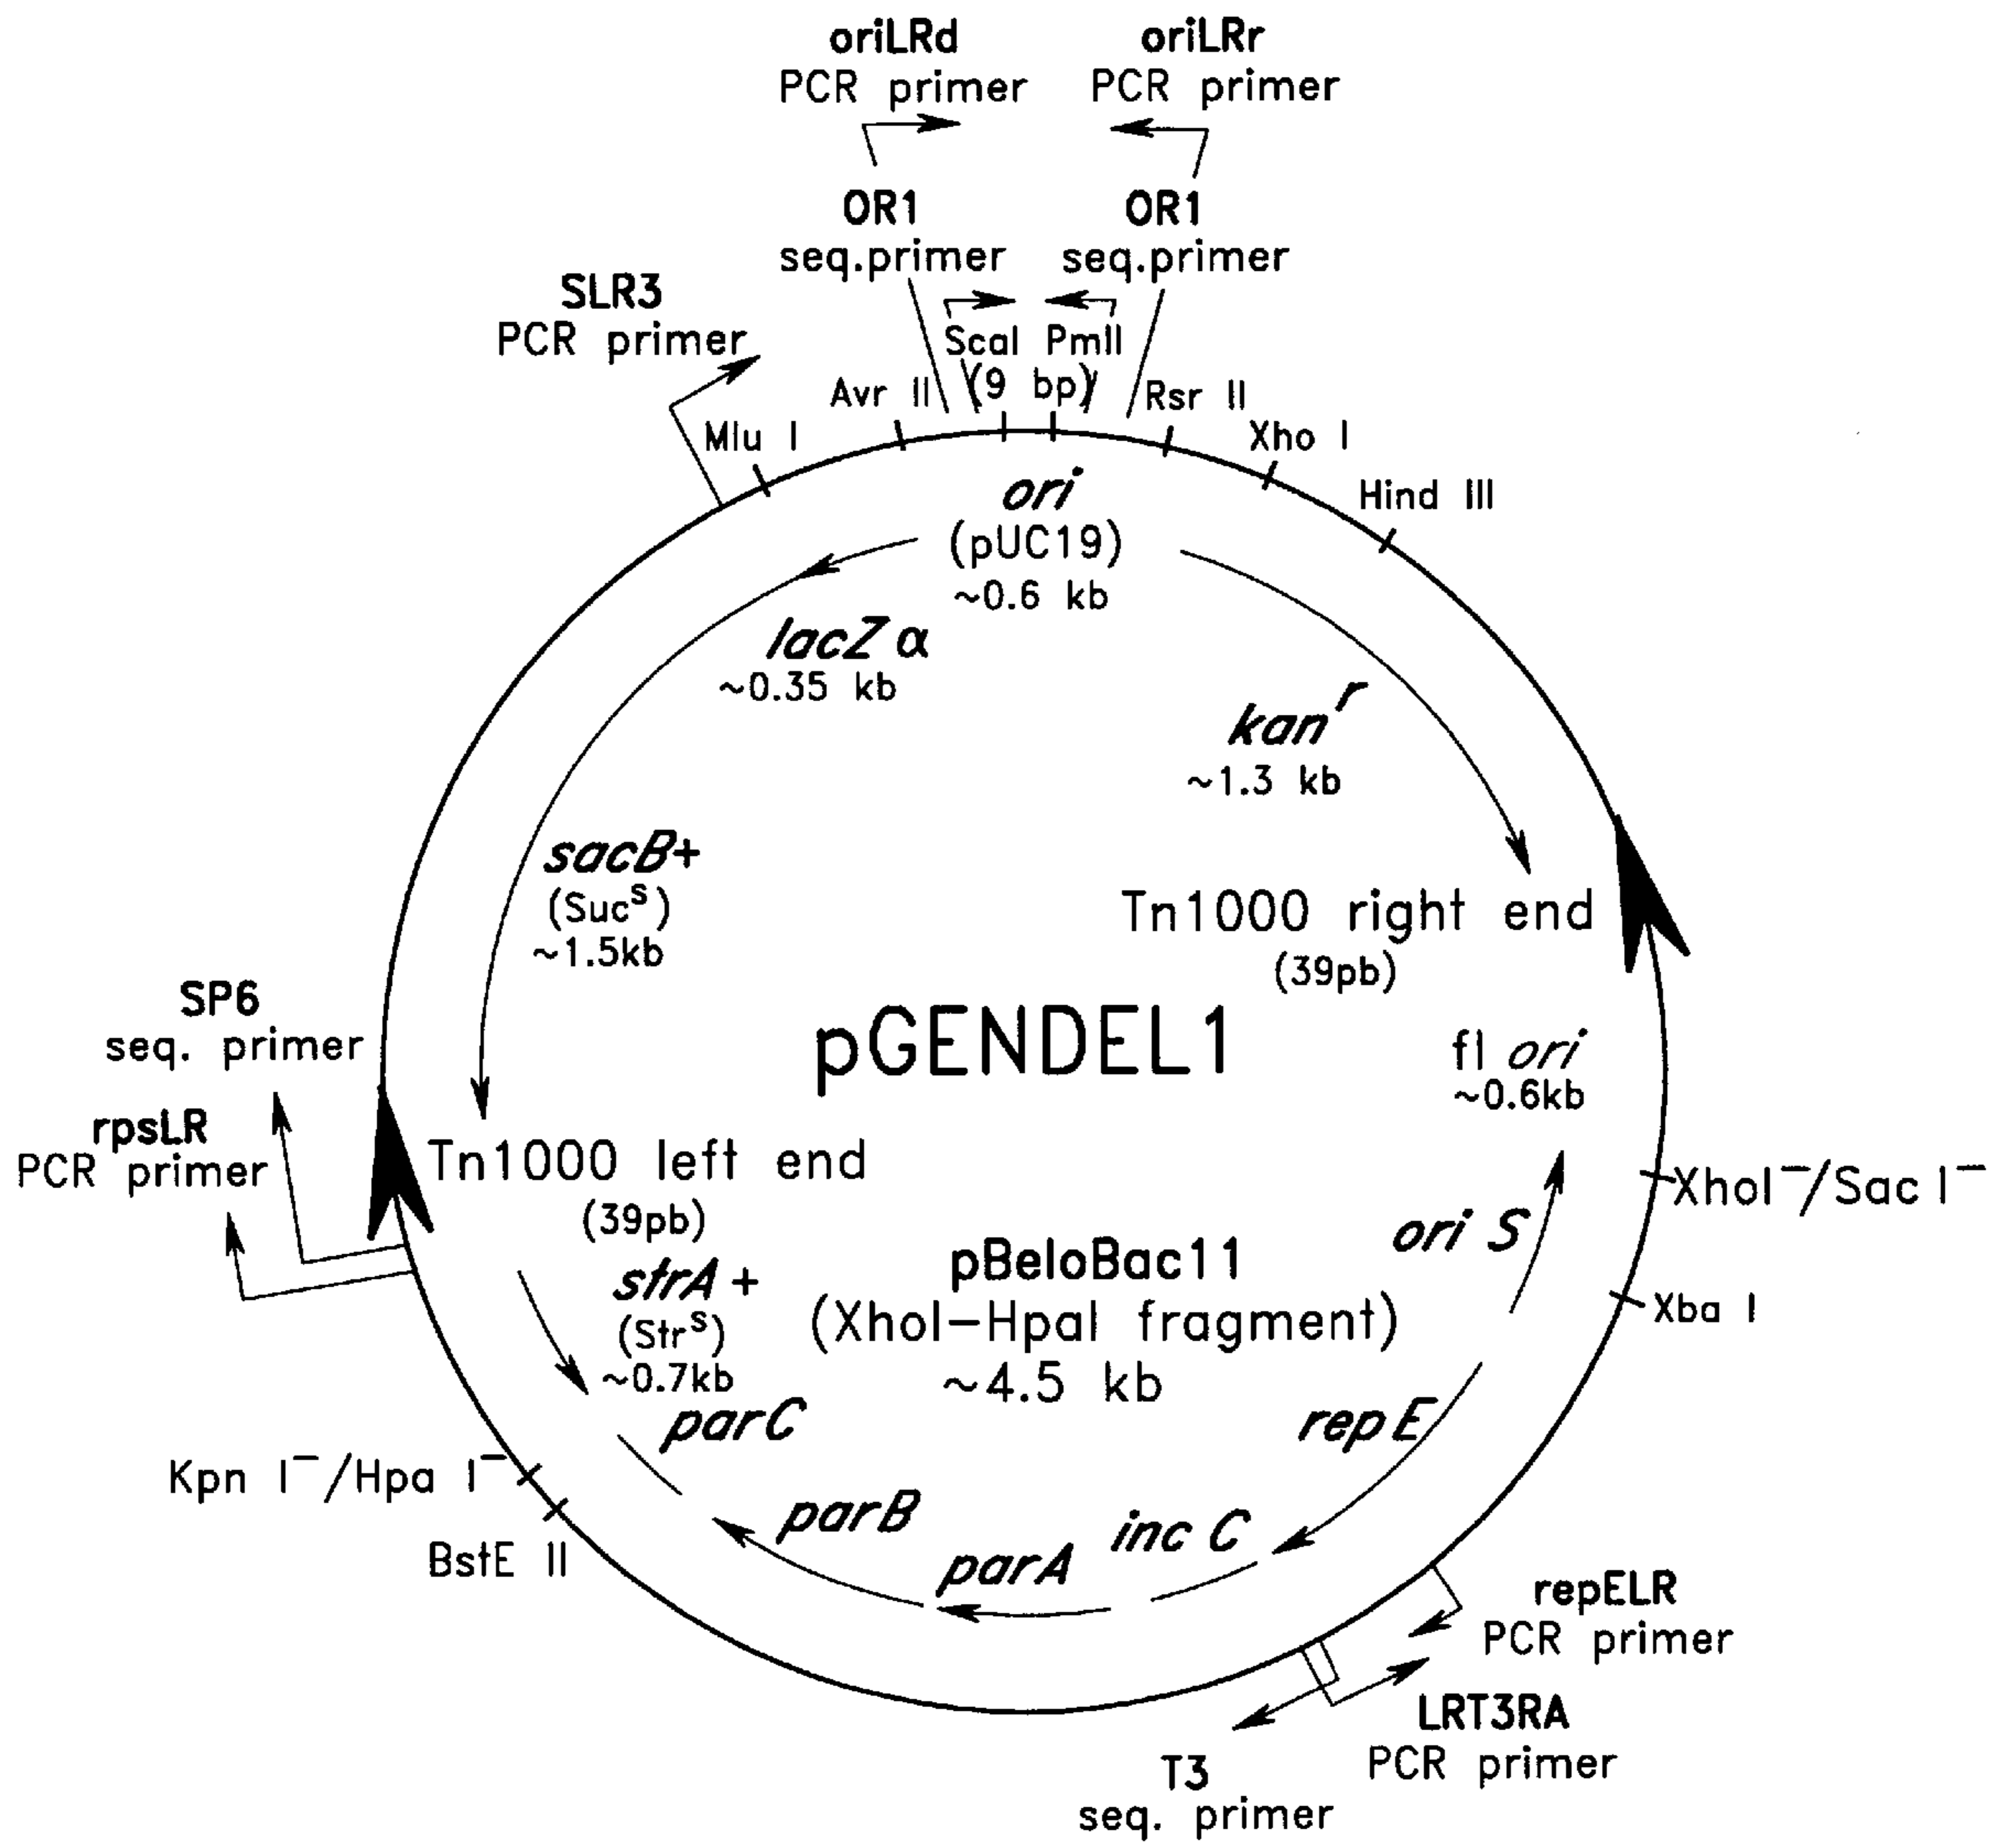 oriLRd
PCR primer
oriLRr
PCR primer
OR1
seq.primer
OR1
seq.primer
SLR3
PCR primer
ScaI PmlI
(9 bp)
Avr II
Rsr II
Mlu I
Xho I
Hind III
ori
(pUC19)
~0.6 kb
lacZ α
~0.35 kb
kanʳ
~1.3 kb
sacB+
(Sucˢ)
~1.5kb
Tn1000 right end
(39pb)
SP6
seq. primer
pGENDEL1
fl ori
~0.6kb
rpsLR
PCR primer
Tn1000 left end
(39pb)
XhoI⁻/Sac I⁻
ori S
strA +
(Strˢ)
~0.7kb
pBeloBac11
(XhoI-HpaI fragment)
~4.5 kb
Xba I
parC
rep E
Kpn I⁻/Hpa I⁻
parB
inc C
BstE II
parA
repELR
PCR primer
LRT3RA
PCR primer
T3
seq. primer